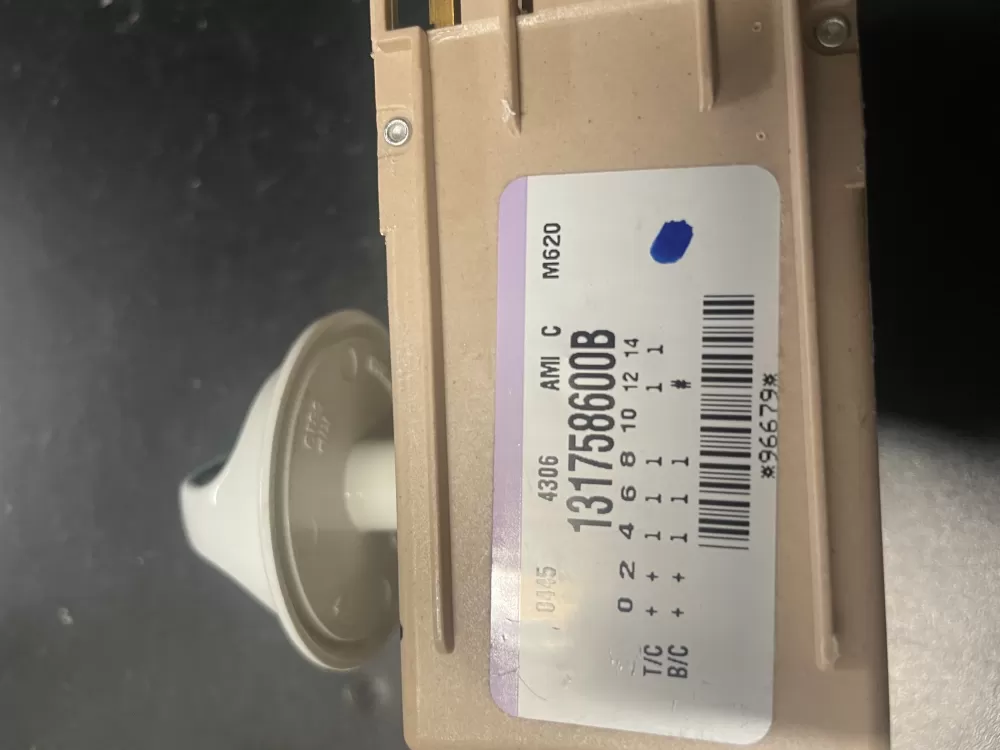 0445 4306 AMI C M620
131758600B
0 2 4 6 8 10 12 14
T/C + + 1 1 1 1 1
B/C + + 1 1 1 #
*96679*